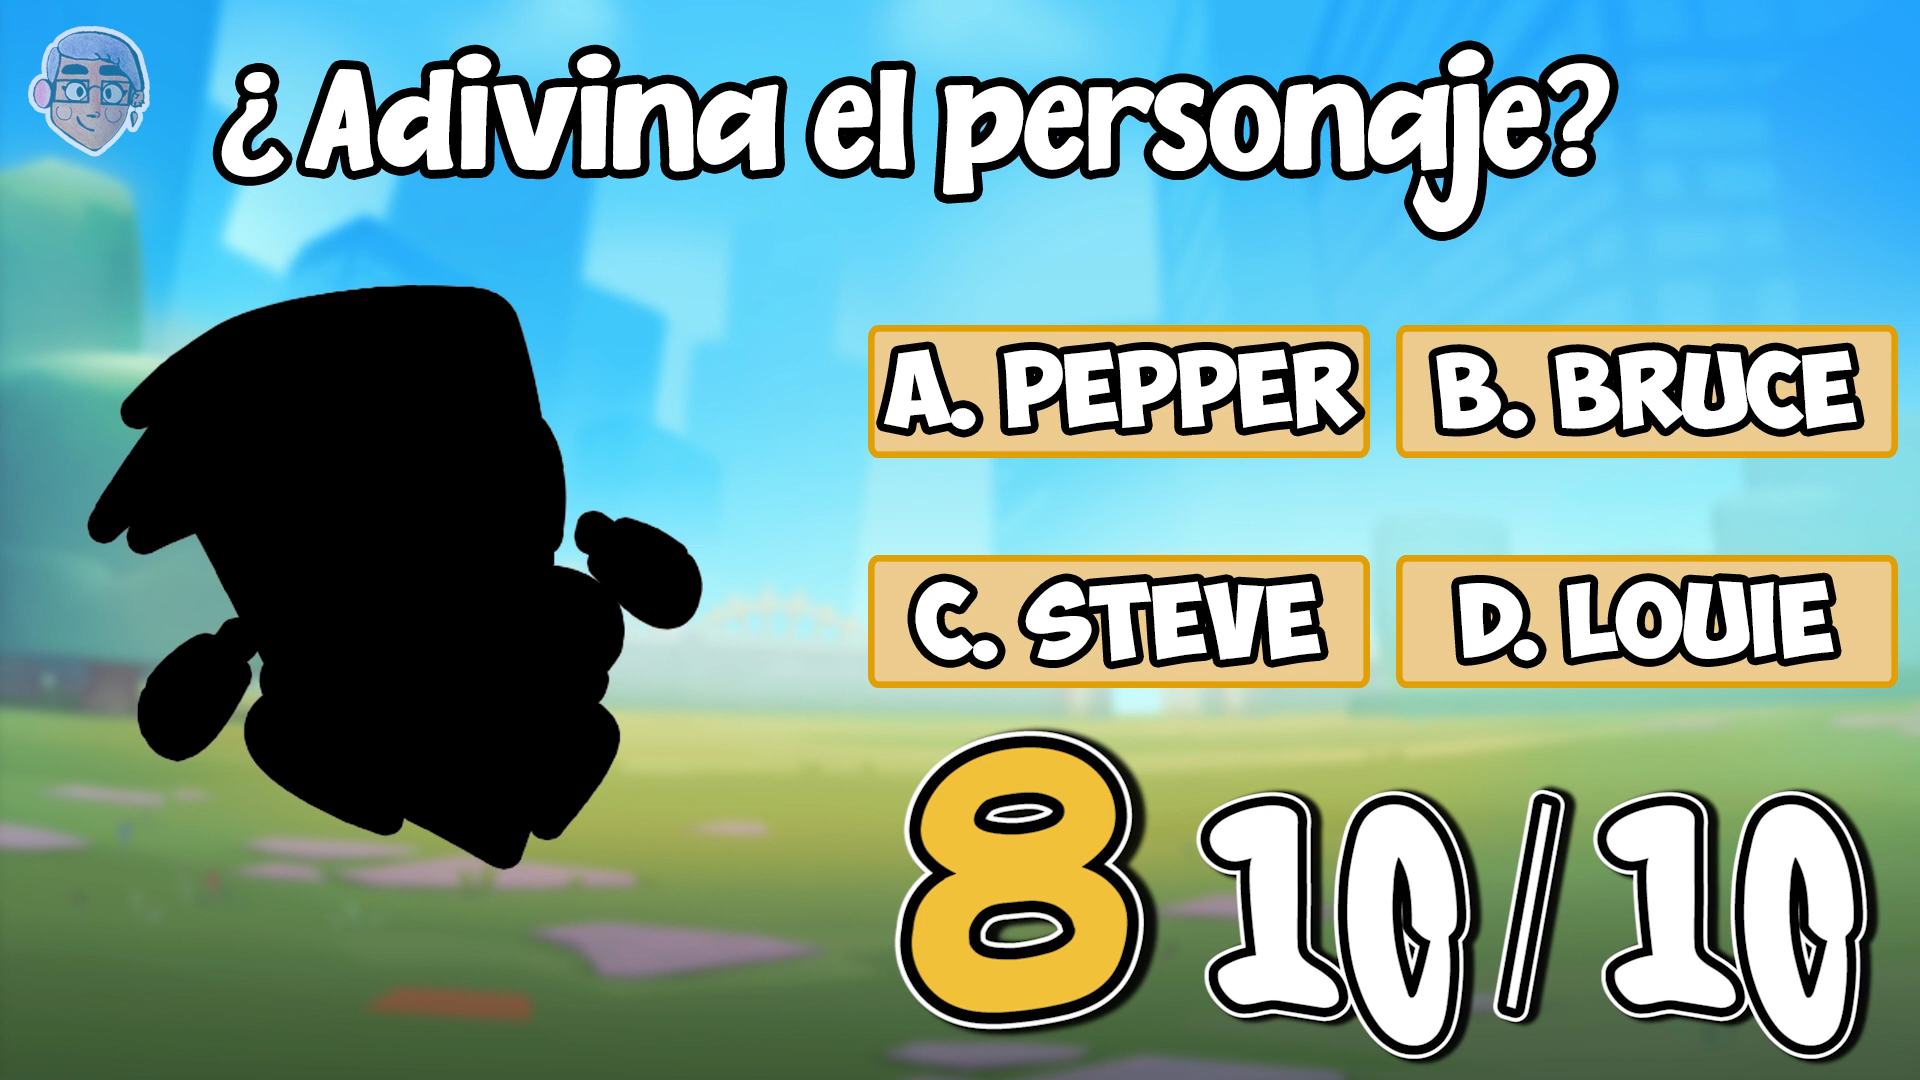 ¿Adivina el personaje?
A. PEPPER
B. BRUCE
C. STEVE
D. LOUIE
8 10/10